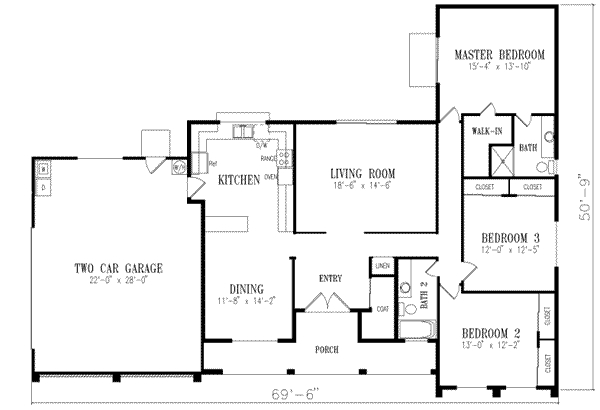 MASTER BEDROOM
15'-4" x 13'-10"
WALK-IN
BATH
D/W
RANGE
OVEN
Ref
KITCHEN
LIVING ROOM
18'-6" x 14'-6"
W
D
W/H
CLOSET
CLOSET
BEDROOM 3
12'-0" x 12'-5"
50'-9"
TWO CAR GARAGE
22'-0" x 28'-0"
DINING
11'-8" x 14'-2"
ENTRY
LINEN
COAT
BATH 2
CLOSET
BEDROOM 2
13'-0" x 12'-2"
CLOSET
PORCH
69'-6"